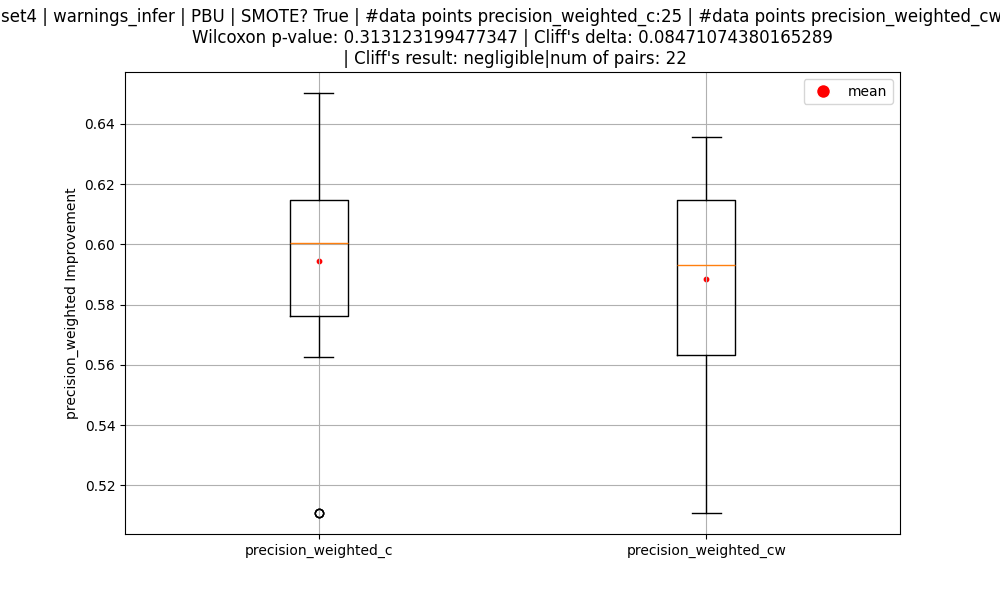 set4 | warnings_infer | PBU | SMOTE? True | #data points precision_weighted_c:25 | #data points precision_weighted_cw
Wilcoxon p-value: 0.313123199477347 | Cliff's delta: 0.08471074380165289
| Cliff's result: negligible|num of pairs: 22
mean
0.64
0.62
0.60
0.58
0.56
0.54
0.52
precision_weighted Improvement
precision_weighted_c
precision_weighted_cw